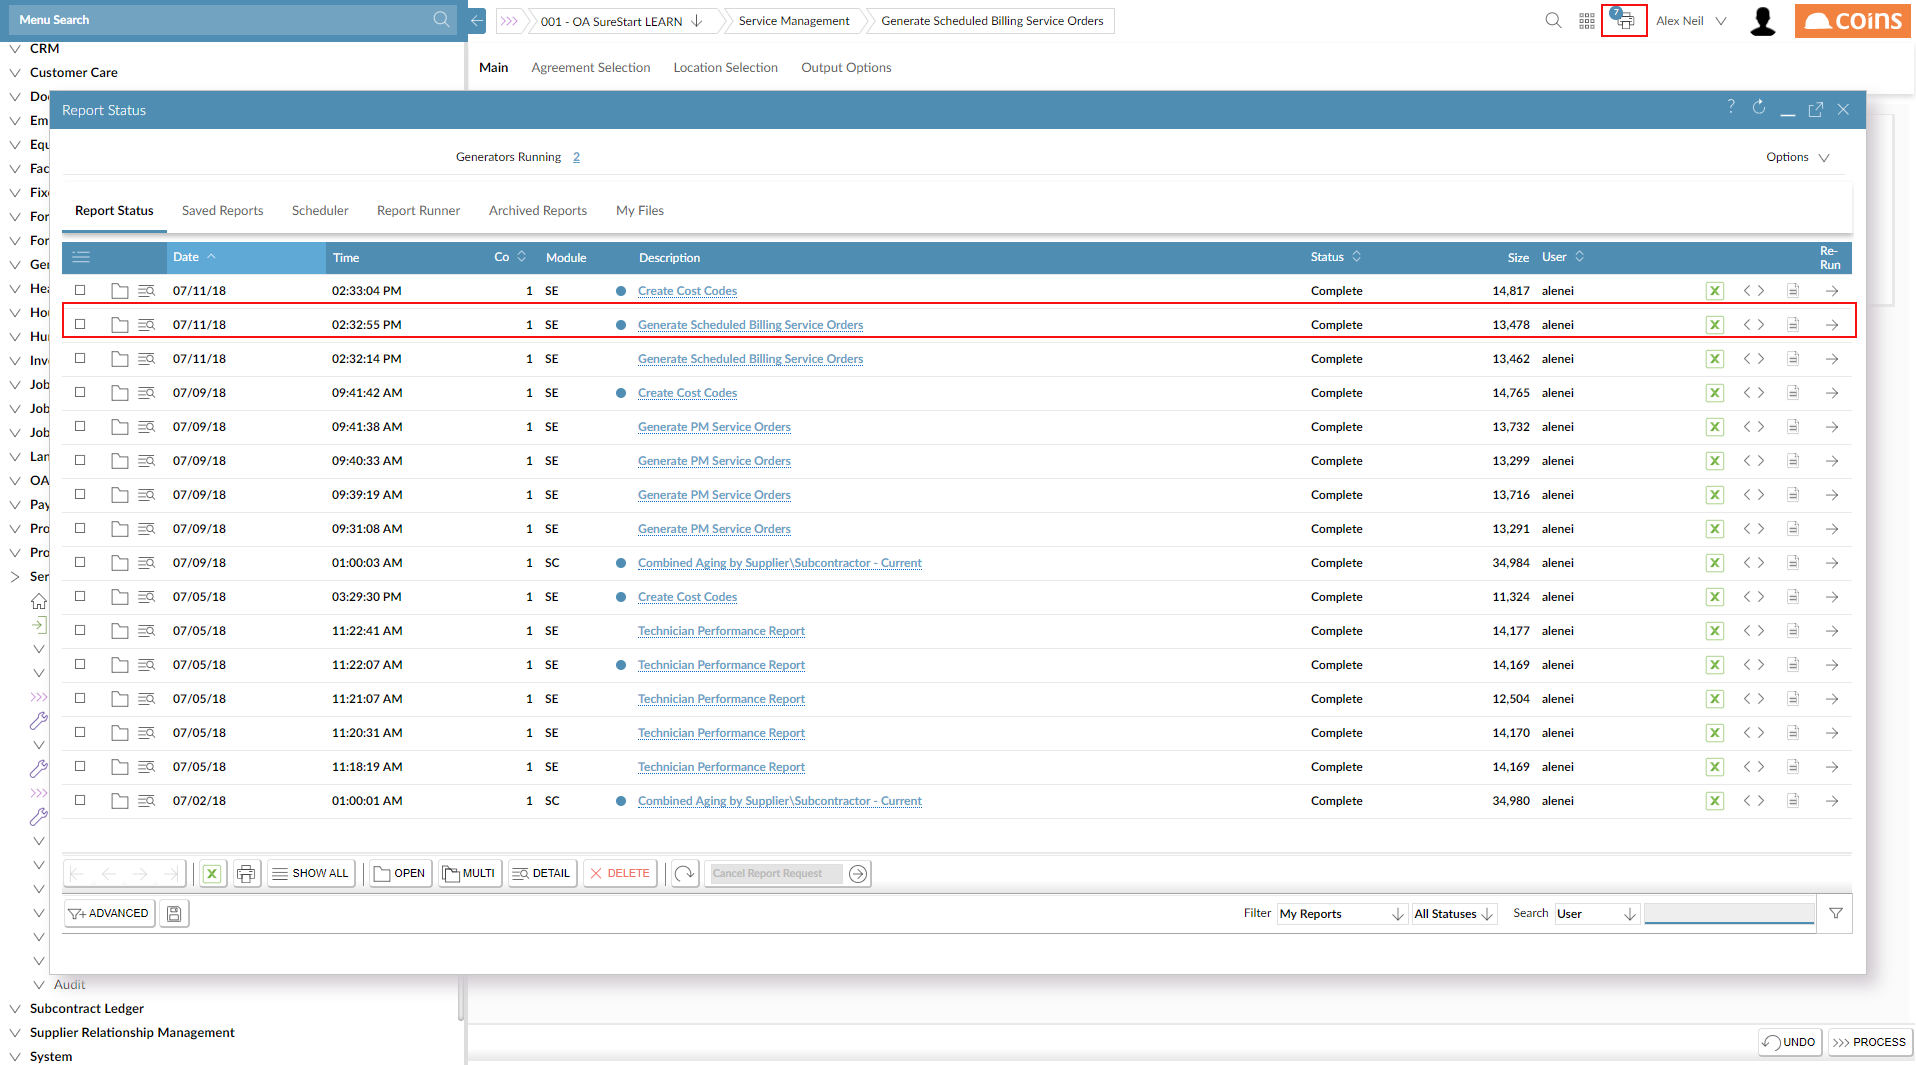 Menu Search
001 - OA SureStart LEARN
Service Management
Generate Scheduled Billing Service Orders
7
Alex Neil
coins
Main
Agreement Selection
Location Selection
Output Options
CRM
Customer Care
Do
Em
Equ
Fac
Fix
For
For
Ger
Hea
Ho
Hu
Inv
Job
Job
Job
Lan
OA
Pay
Pro
Pro
Ser
Audit
Subcontract Ledger
Supplier Relationship Management
System
Report Status
?
Generators Running 2
Options
Report Status
Saved Reports
Scheduler
Report Runner
Archived Reports
My Files
Date Time Co Module Description Status Size User Re-
Run
07/11/18 02:33:04 PM 1 SE Create Cost Codes Complete 14,817 alenei
07/11/18 02:32:55 PM 1 SE Generate Scheduled Billing Service Orders Complete 13,478 alenei
07/11/18 02:32:14 PM 1 SE Generate Scheduled Billing Service Orders Complete 13,462 alenei
07/09/18 09:41:42 AM 1 SE Create Cost Codes Complete 14,765 alenei
07/09/18 09:41:38 AM 1 SE Generate PM Service Orders Complete 13,732 alenei
07/09/18 09:40:33 AM 1 SE Generate PM Service Orders Complete 13,299 alenei
07/09/18 09:39:19 AM 1 SE Generate PM Service Orders Complete 13,716 alenei
07/09/18 09:31:08 AM 1 SE Generate PM Service Orders Complete 13,291 alenei
07/09/18 01:00:03 AM 1 SC Combined Aging by Supplier\Subcontractor - Current Complete 34,984 alenei
07/05/18 03:29:30 PM 1 SE Create Cost Codes Complete 11,324 alenei
07/05/18 11:22:41 AM 1 SE Technician Performance Report Complete 14,177 alenei
07/05/18 11:22:07 AM 1 SE Technician Performance Report Complete 14,169 alenei
07/05/18 11:21:07 AM 1 SE Technician Performance Report Complete 12,504 alenei
07/05/18 11:20:31 AM 1 SE Technician Performance Report Complete 14,170 alenei
07/05/18 11:18:19 AM 1 SE Technician Performance Report Complete 14,169 alenei
07/02/18 01:00:01 AM 1 SC Combined Aging by Supplier\Subcontractor - Current Complete 34,980 alenei
SHOW ALL OPEN MULTI DETAIL DELETE Cancel Report Request
ADVANCED
Filter My Reports All Statuses Search User
UNDO PROCESS